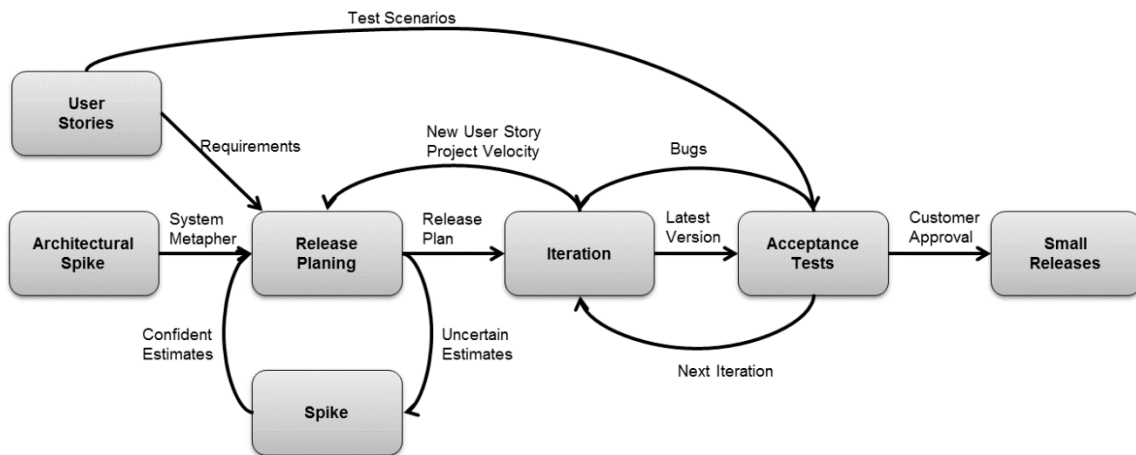 Test Scenarios
User
Stories
Requirements
New User Story
Project Velocity
Bugs
Architectural
Spike
System
Metapher
Release
Planing
Release
Plan
Iteration
Latest
Version
Acceptance
Tests
Customer
Approval
Small
Releases
Confident
Estimates
Uncertain
Estimates
Next Iteration
Spike